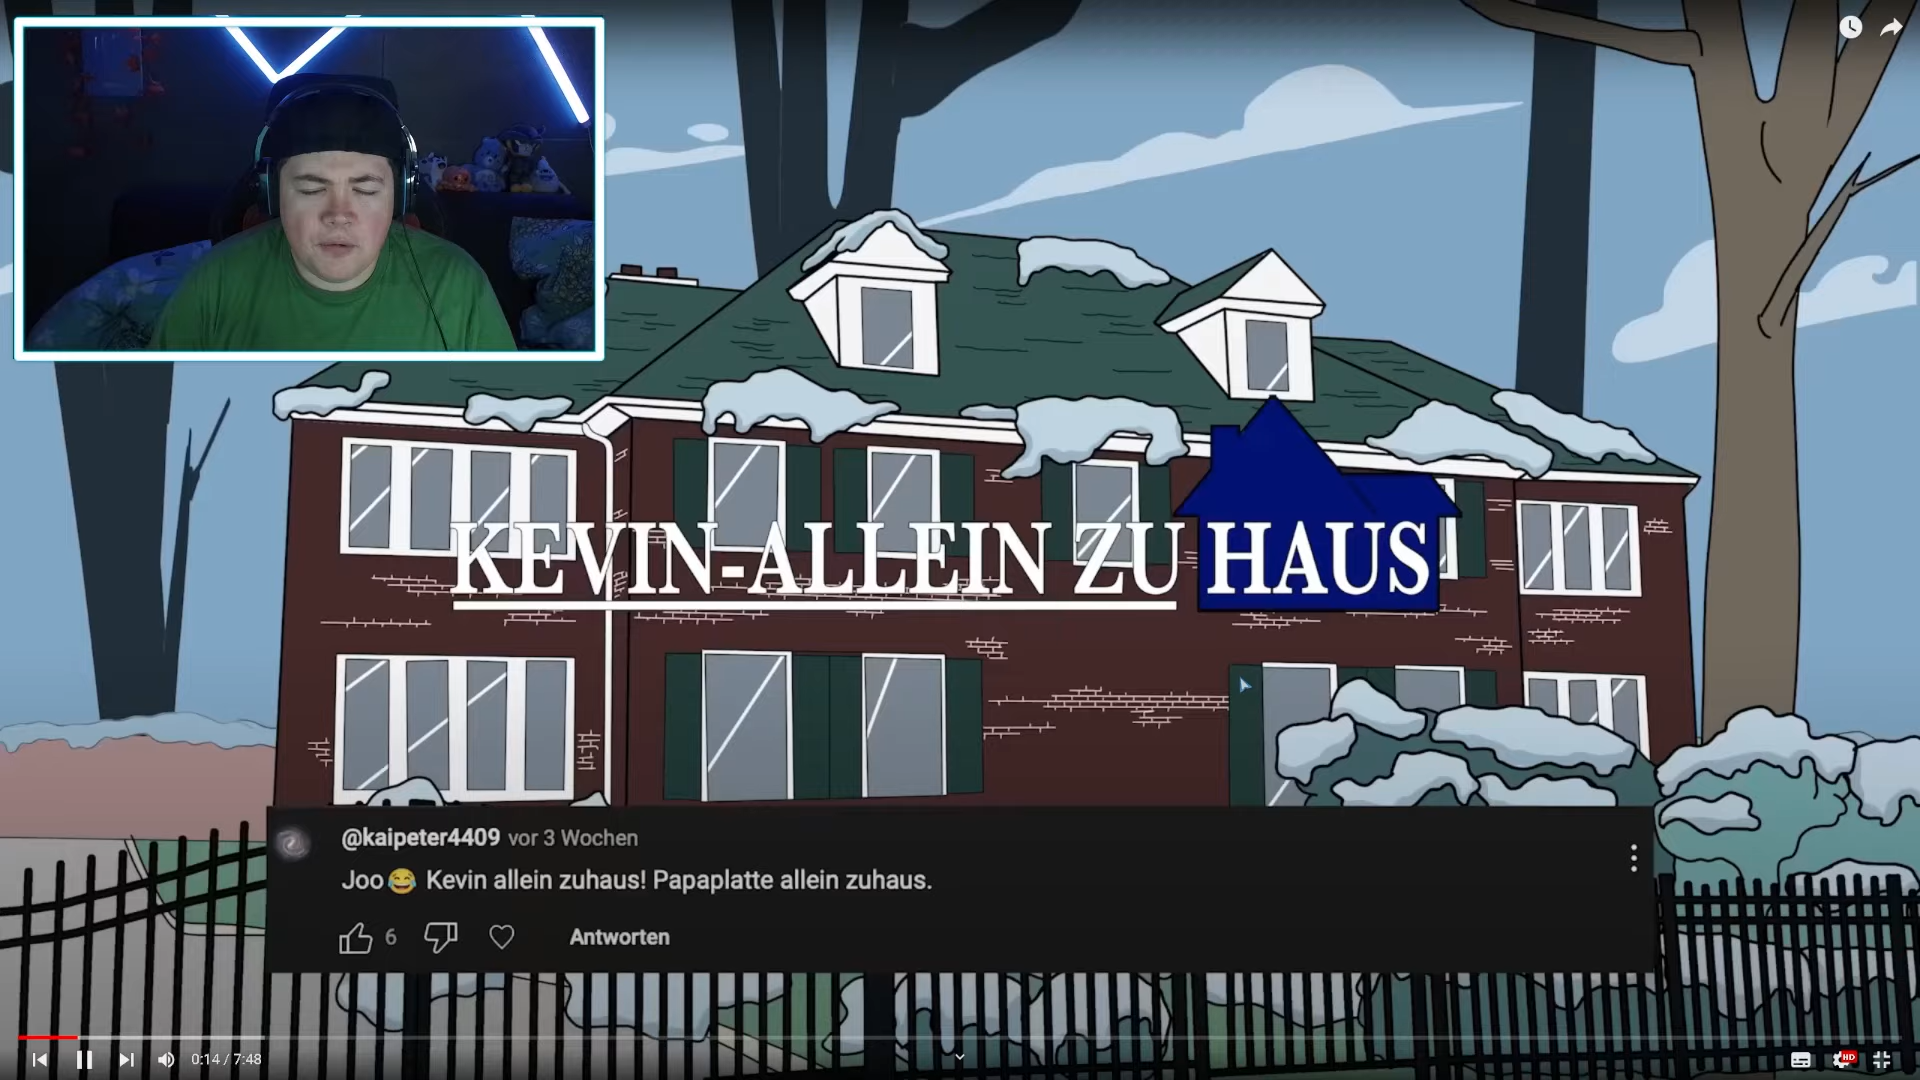 KEVIN-ALLEIN ZU HAUS
@kaipeter4409 vor 3 Wochen
Joo😂 Kevin allein zuhaus! Papaplatte allein zuhaus.
6 Antworten
0:14 / 7:48
HD